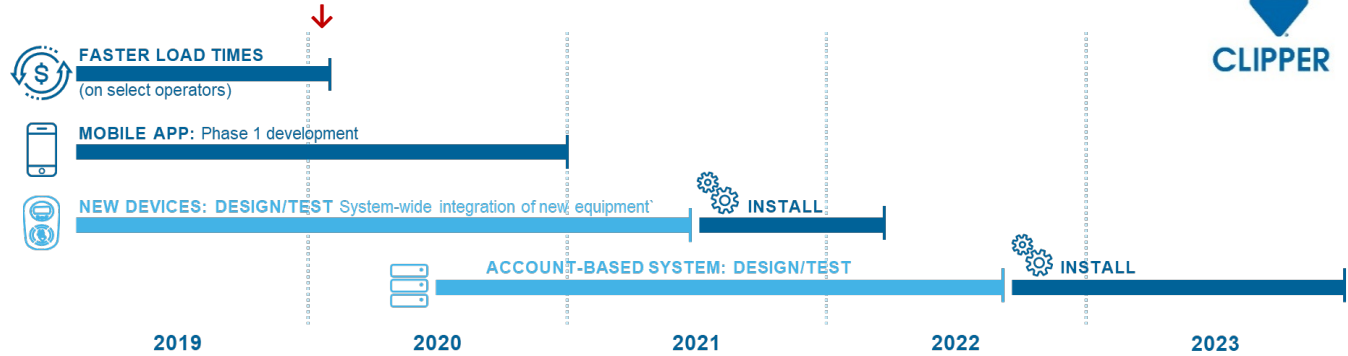 CLIPPER
$
FASTER LOAD TIMES
(on select operators)
MOBILE APP: Phase 1 development
NEW DEVICES: DESIGN/TEST System-wide integration of new equipment`
INSTALL
ACCOUNT-BASED SYSTEM: DESIGN/TEST
INSTALL
2019 2020 2021 2022 2023